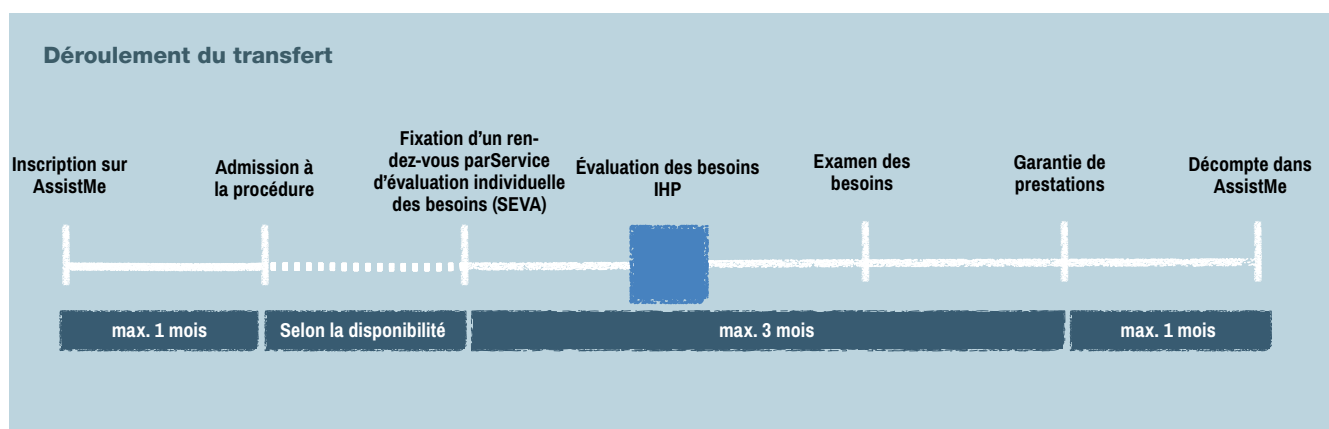 Déroulement du transfert
Inscription sur
AssistMe
Admission à
la procédure
Fixation d'un ren-
dez-vous parService
d'évaluation individuelle
des besoins (SEVA)
Évaluation des besoins
IHP
Examen des
besoins
Garantie de
prestations
Décompte dans
AssistMe
max. 1 mois
Selon la disponibilité
max. 3 mois
max. 1 mois